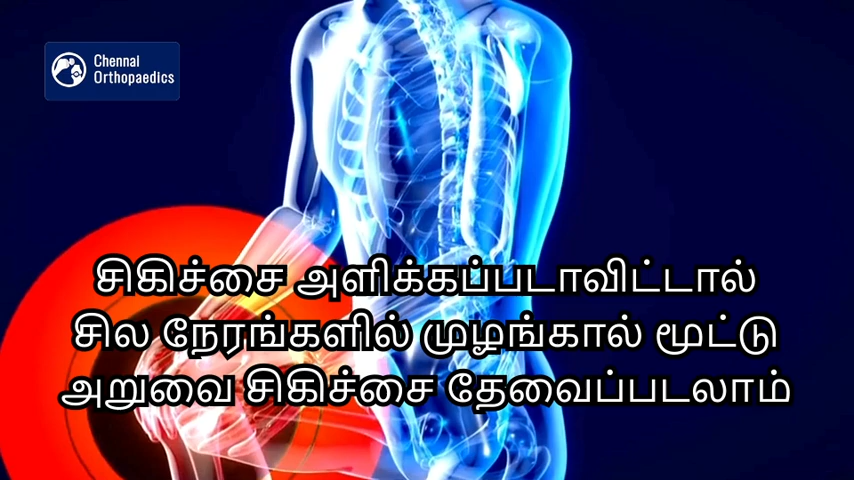 Chennai
Orthopaedics
சிகிச்சை அளிக்கப்படாவிட்டால்
சில நேரங்களில் முழங்கால் மூட்டு
அறுவை சிகிச்சை தேவைப்படலாம்